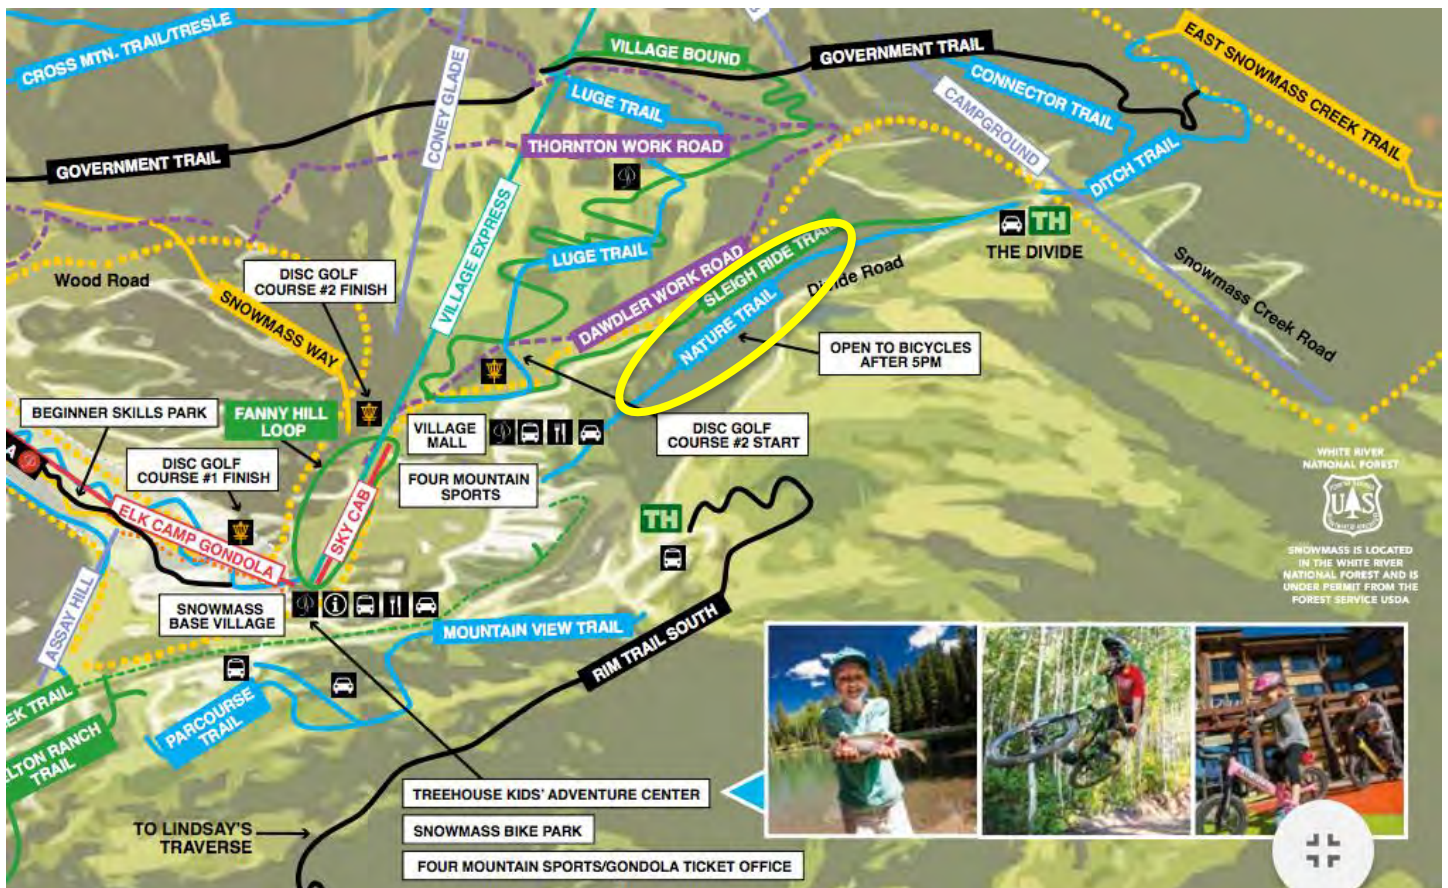 CROSS MTN. TRAIL/TRESLE
CONEY GLADE
VILLAGE BOUND
GOVERNMENT TRAIL
EAST SNOWMASS CREEK TRAIL
CONNECTOR TRAIL
LUGE TRAIL
CAMPGROUND
GOVERNMENT TRAIL
THORNTON WORK ROAD
DITCH TRAIL
VILLAGE EXPRESS
TH
THE DIVIDE
LUGE TRAIL
SLEIGH RIDE TRAIL
DAWDLER WORK ROAD
Divide Road
Snowmass Creek Road
Wood Road
DISC GOLF
COURSE #2 FINISH
SNOWMASS WAY
NATURE TRAIL
OPEN TO BICYCLES
AFTER 5PM
BEGINNER SKILLS PARK
FANNY HILL
LOOP
VILLAGE
MALL
DISC GOLF
COURSE #2 START
DISC GOLF
COURSE #1 FINISH
FOUR MOUNTAIN
SPORTS
A
ELK CAMP GONDOLA
SKY CAB
TH
WHITE RIVER
NATIONAL FOREST
U S
SNOWMASS IS LOCATED
IN THE WHITE RIVER
NATIONAL FOREST AND IS
UNDER PERMIT FROM THE
FOREST SERVICE USDA
ASSAY HILL
SNOWMASS
BASE VILLAGE
MOUNTAIN VIEW TRAIL
RIM TRAIL SOUTH
EK TRAIL
PARCOURSE
TRAIL
ELTON RANCH
TRAIL
TREEHOUSE KIDS' ADVENTURE CENTER
SNOWMASS BIKE PARK
FOUR MOUNTAIN SPORTS/GONDOLA TICKET OFFICE
TO LINDSAY'S
TRAVERSE